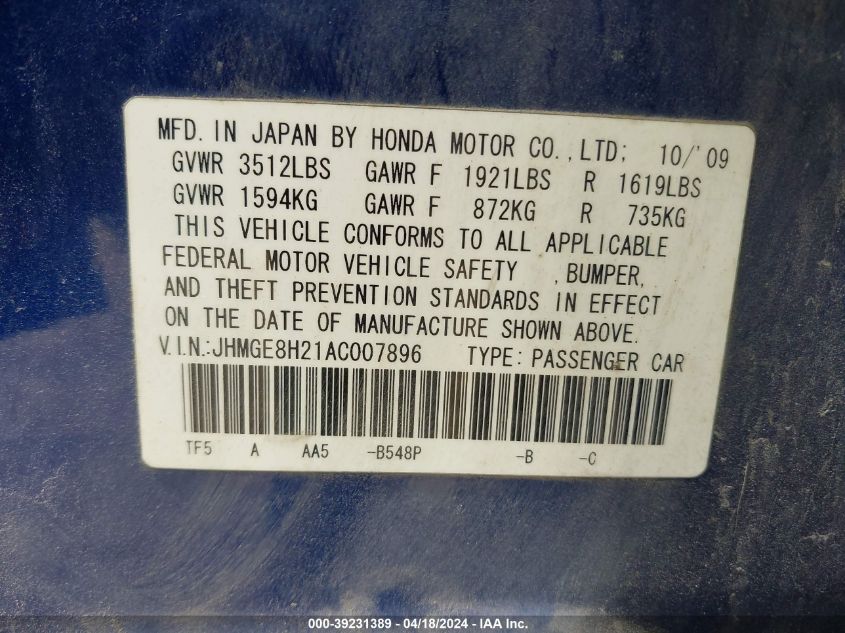 MFD. IN JAPAN BY HONDA MOTOR CO.,LTD; 10/'09
GVWR 3512LBS GAWR F 1921LBS R 1619LBS
GVWR 1594KG GAWR F 872KG R 735KG
THIS VEHICLE CONFORMS TO ALL APPLICABLE
FEDERAL MOTOR VEHICLE SAFETY ,BUMPER,
AND THEFT PREVENTION STANDARDS IN EFFECT
ON THE DATE OF MANUFACTURE SHOWN ABOVE.
V.I.N.:JHMGE8H21AC007896 TYPE: PASSENGER CAR
TF5 A AA5 -B548P -B -C
000-39231389 - 04/18/2024 - IAA Inc.